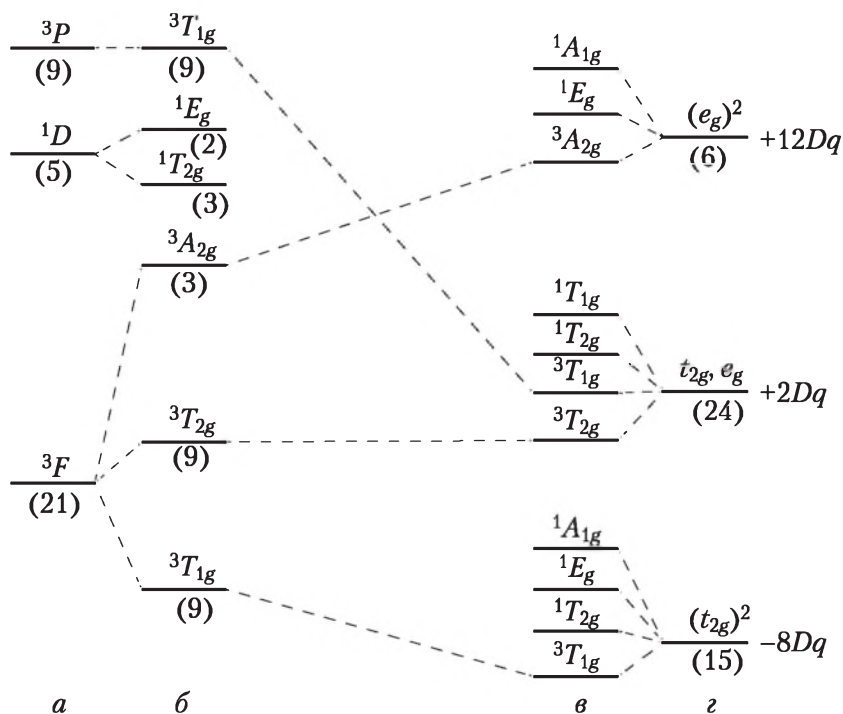 ³P
(9)
¹D
(5)
³F
(21)
а
³T₁g
(9)
¹Eg
(2)
¹T₂g
(3)
³A₂g
(3)
³T₂g
(9)
³T₁g
(9)
б
¹A₁g
¹Eg
³A₂g
¹T₁g
¹T₂g
³T₁g
³T₂g
¹A₁g
¹Eg
¹T₂g
³T₁g
в
(eg)² +12Dq
(6)
t₂g, eg +2Dq
(24)
(t₂g)² –8Dq
(15)
г